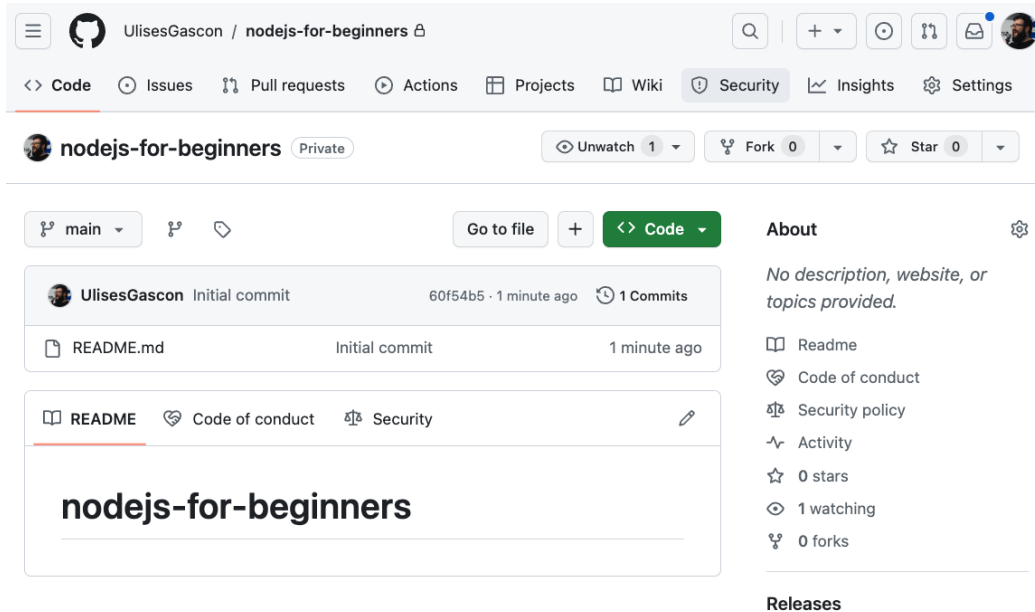 UlisesGascon / nodejs-for-beginners
Code Issues Pull requests Actions Projects Wiki Security Insights Settings
nodejs-for-beginners Private Unwatch 1 Fork 0 Star 0
main Go to file + Code
UlisesGascon Initial commit 60f54b5 · 1 minute ago 1 Commits
README.md Initial commit 1 minute ago
README Code of conduct Security
nodejs-for-beginners
About
No description, website, or
topics provided.
Readme
Code of conduct
Security policy
Activity
0 stars
1 watching
0 forks
Releases